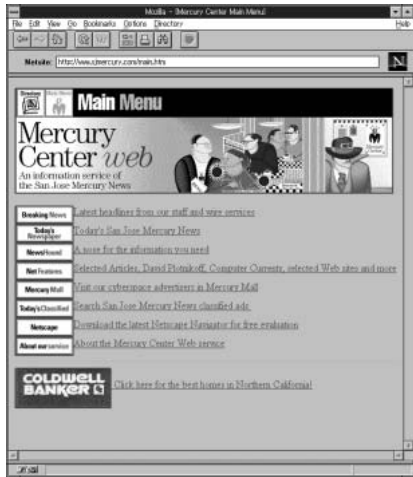 Mozilla - [Mercury Center Main Menu]
File Edit View Go Bookmarks Options Directory Help
Netsite: http://www.sjmercury.com/main.htm
N
Directory Main Menu Main Menu
Mercury
Center web
An information service of
the San Jose Mercury News
Breaking News Latest headlines from our staff and wire services
Today's
Newspaper Today's San Jose Mercury News
NewsHound A nose for the information you need
Net Features Selected Articles, David Plotnikoff, Computer Currents, selected Web sites and more
Mercury Mall Visit our cyberspace advertisers in Mercury Mall
Today's Classified Search San Jose Mercury News classified ads.
Netscape Download the latest Netscape Navigator for free evaluation
About our service About the Mercury Center Web service
COLDWELL
BANKER Click here for the best homes in Northern California!